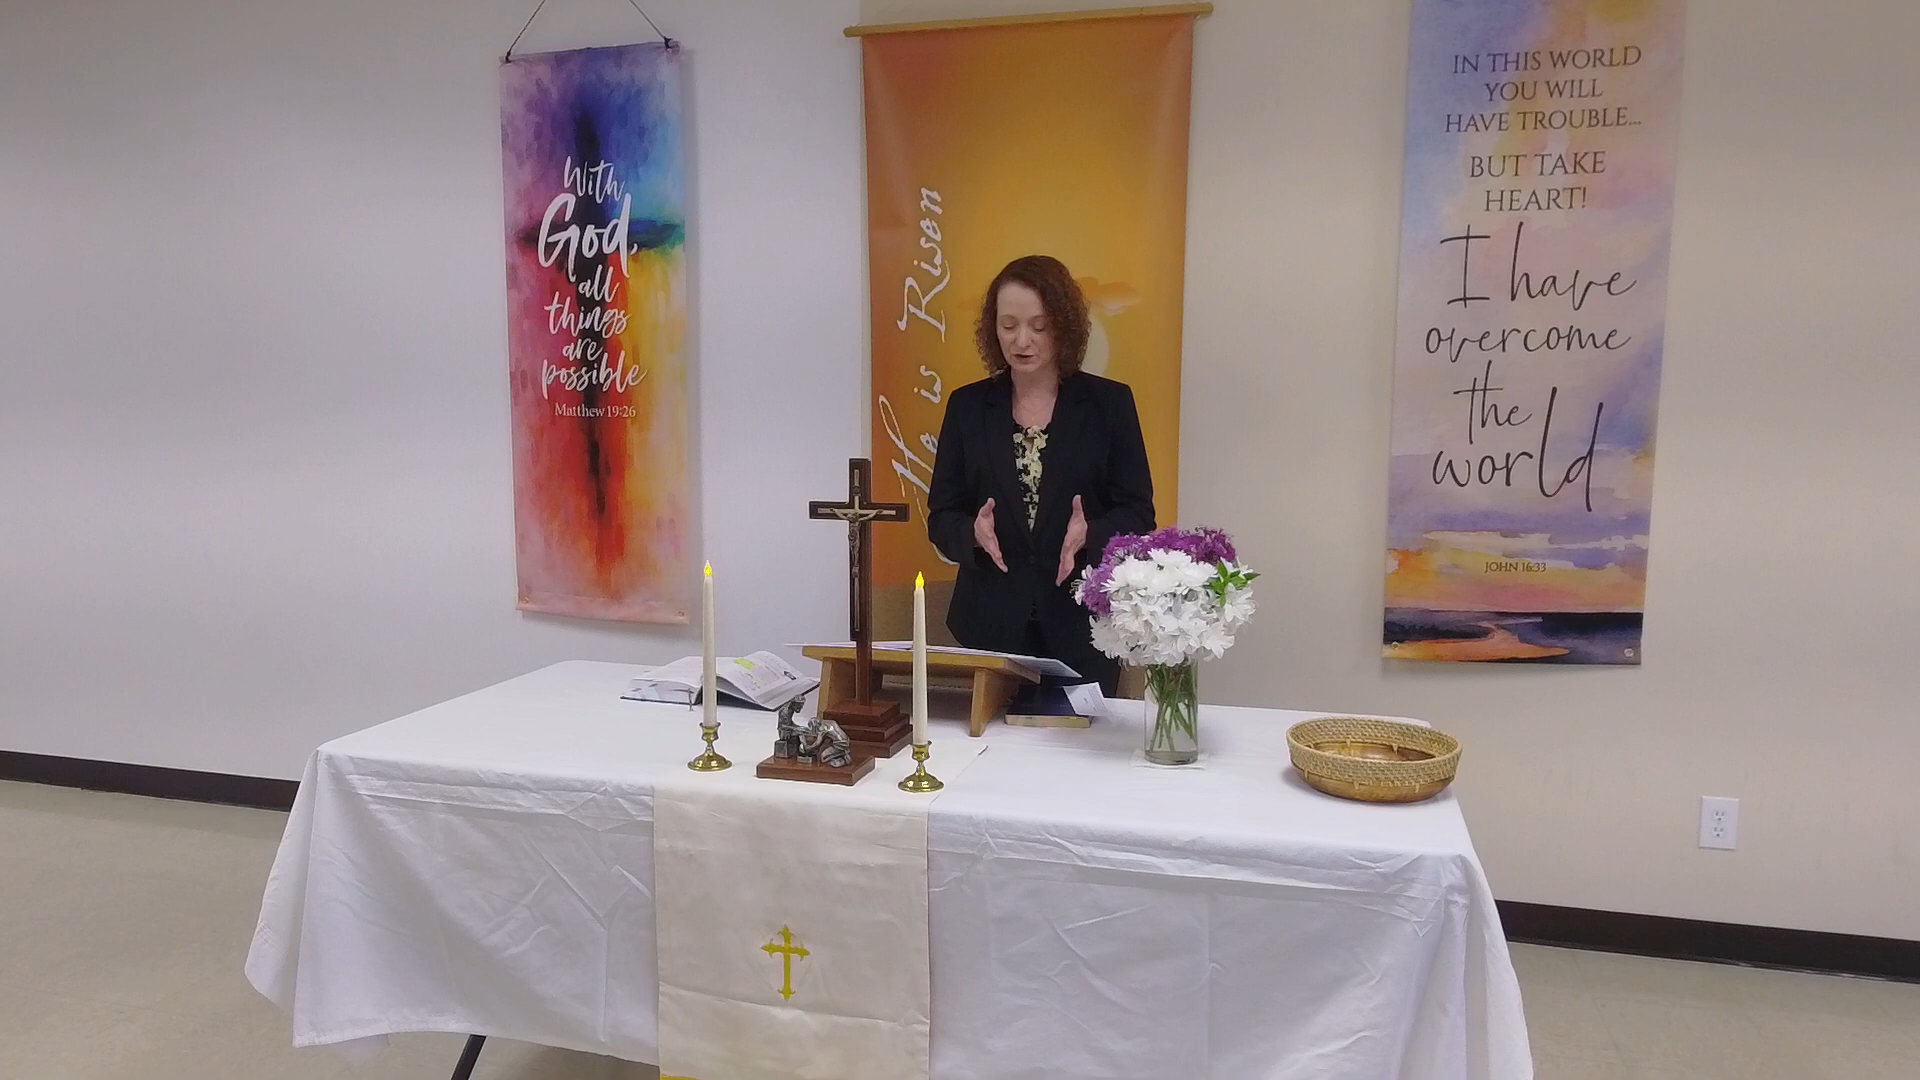 With
God,
all
things
are
possible
Matthew 19:26
He is Risen
IN THIS WORLD
YOU WILL
HAVE TROUBLE...
BUT TAKE
HEART!
I have
overcome
the
world
JOHN 16:33